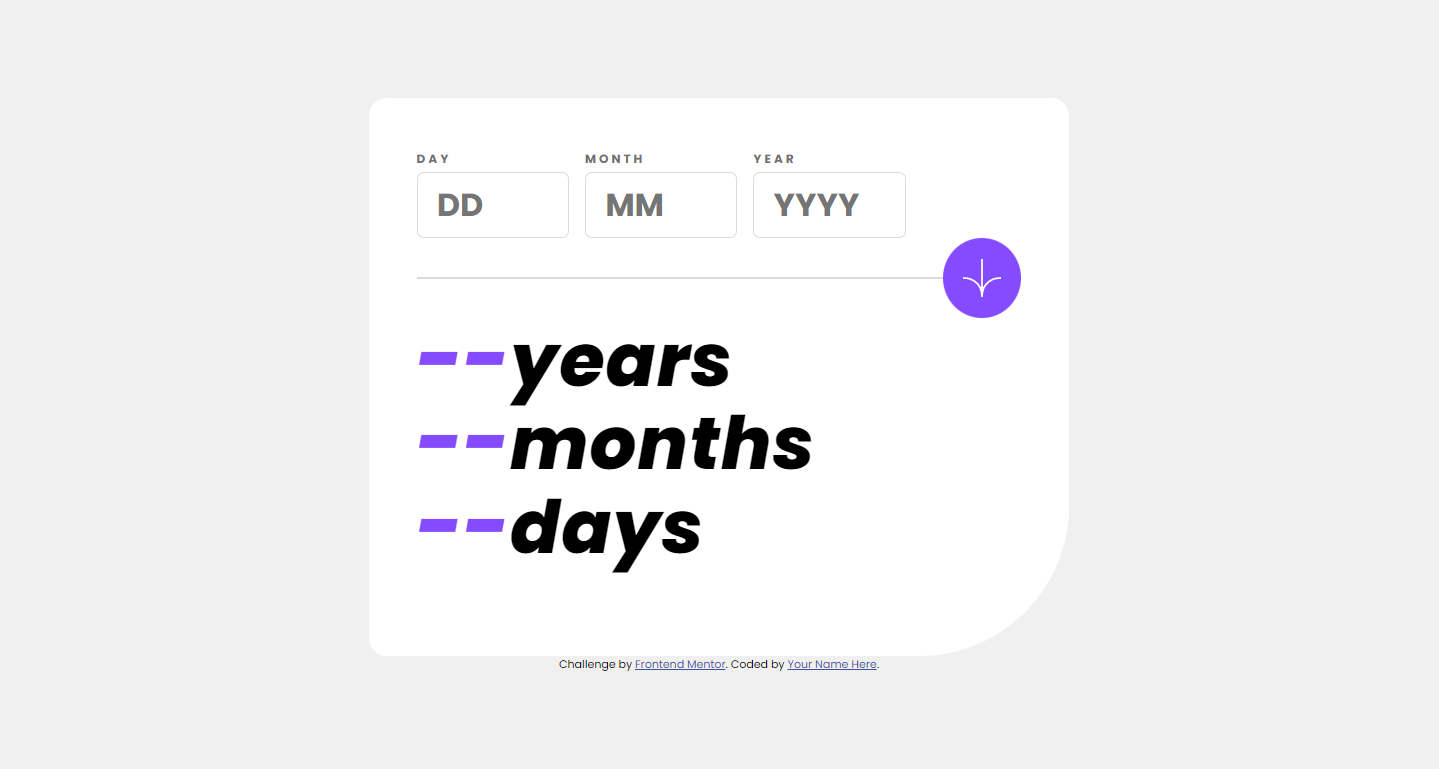 DAY MONTH YEAR
DD MM YYYY
--years
--months
--days
Challenge by Frontend Mentor. Coded by Your Name Here.